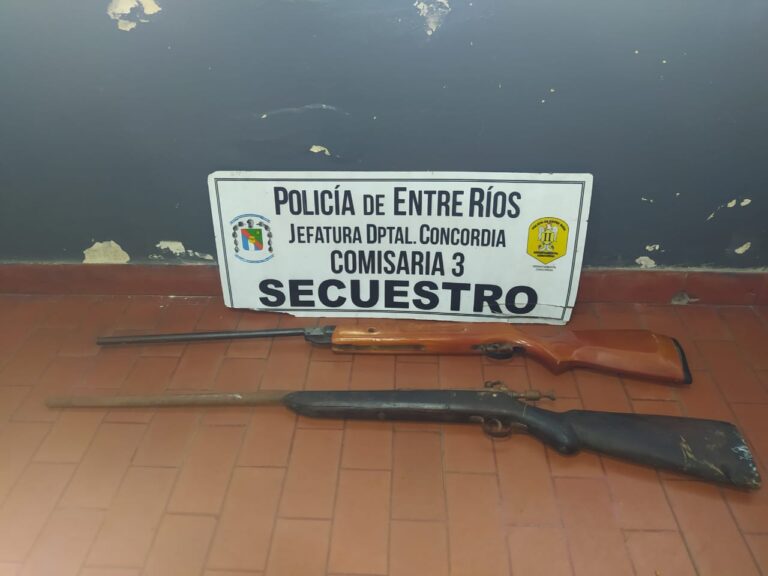 POLICÍA DE ENTRE RÍOS
JEFATURA DPTAL. CONCORDIA
COMISARIA 3
SECUESTRO